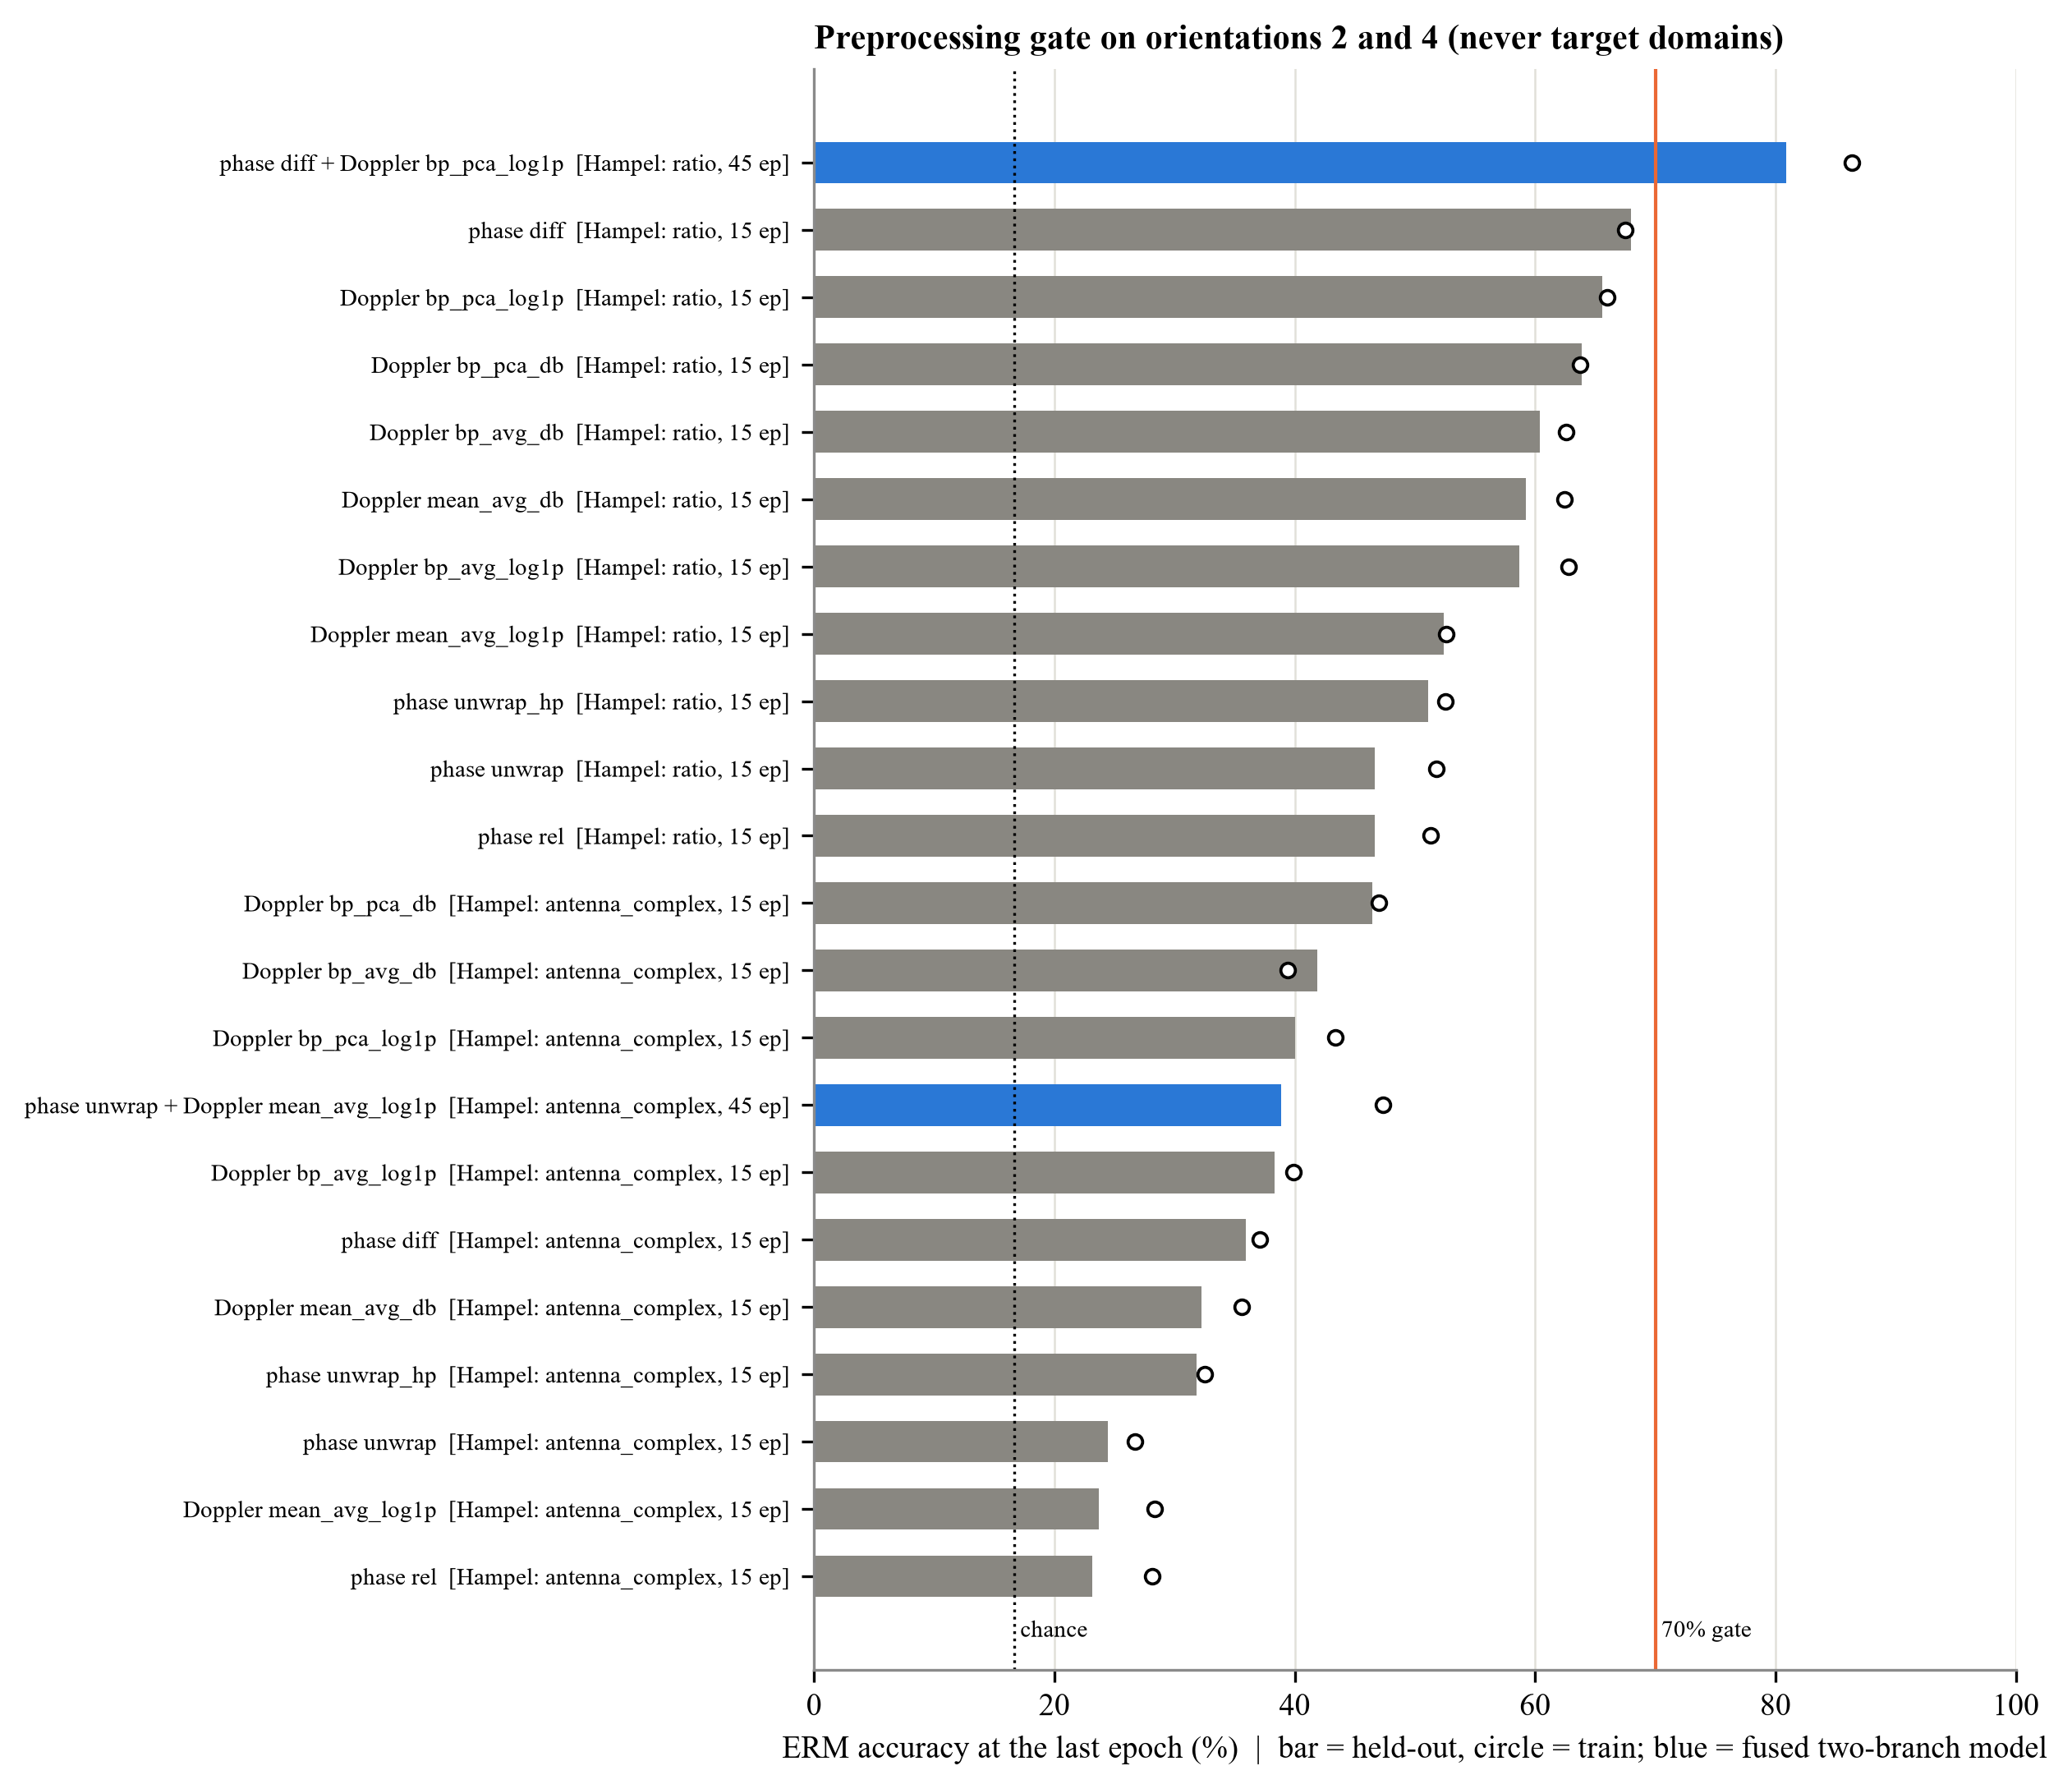 Preprocessing gate on orientations 2 and 4 (never target domains)
phase diff + Doppler bp_pca_log1p [Hampel: ratio, 45 ep]
phase diff [Hampel: ratio, 15 ep]
Doppler bp_pca_log1p [Hampel: ratio, 15 ep]
Doppler bp_pca_db [Hampel: ratio, 15 ep]
Doppler bp_avg_db [Hampel: ratio, 15 ep]
Doppler mean_avg_db [Hampel: ratio, 15 ep]
Doppler bp_avg_log1p [Hampel: ratio, 15 ep]
Doppler mean_avg_log1p [Hampel: ratio, 15 ep]
phase unwrap_hp [Hampel: ratio, 15 ep]
phase unwrap [Hampel: ratio, 15 ep]
phase rel [Hampel: ratio, 15 ep]
Doppler bp_pca_db [Hampel: antenna_complex, 15 ep]
Doppler bp_avg_db [Hampel: antenna_complex, 15 ep]
Doppler bp_pca_log1p [Hampel: antenna_complex, 15 ep]
phase unwrap + Doppler mean_avg_log1p [Hampel: antenna_complex, 45 ep]
Doppler bp_avg_log1p [Hampel: antenna_complex, 15 ep]
phase diff [Hampel: antenna_complex, 15 ep]
Doppler mean_avg_db [Hampel: antenna_complex, 15 ep]
phase unwrap_hp [Hampel: antenna_complex, 15 ep]
phase unwrap [Hampel: antenna_complex, 15 ep]
Doppler mean_avg_log1p [Hampel: antenna_complex, 15 ep]
phase rel [Hampel: antenna_complex, 15 ep]
chance
70% gate
0 20 40 60 80 100
ERM accuracy at the last epoch (%) | bar = held-out, circle = train; blue = fused two-branch model